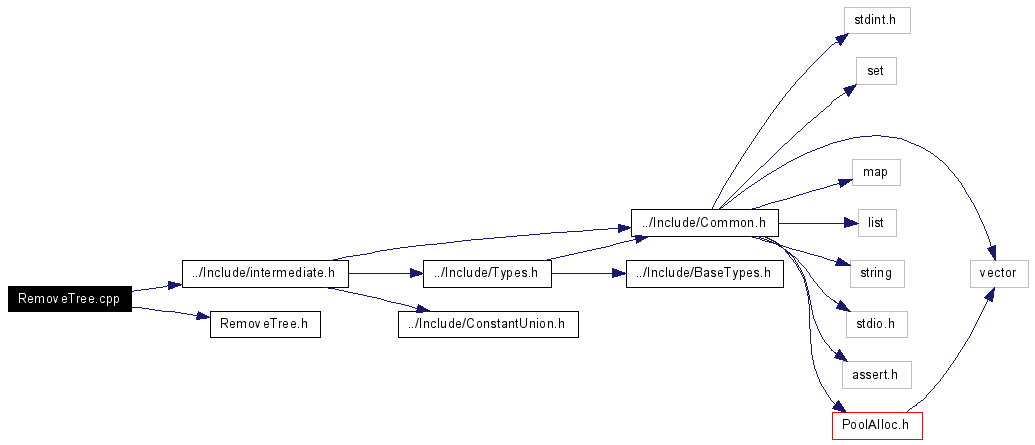 stdint.h
set
map
../Include/Common.h
list
../Include/intermediate.h
../Include/Types.h
../Include/BaseTypes.h
string
vector
RemoveTree.cpp
RemoveTree.h
../Include/ConstantUnion.h
stdio.h
assert.h
PoolAlloc.h